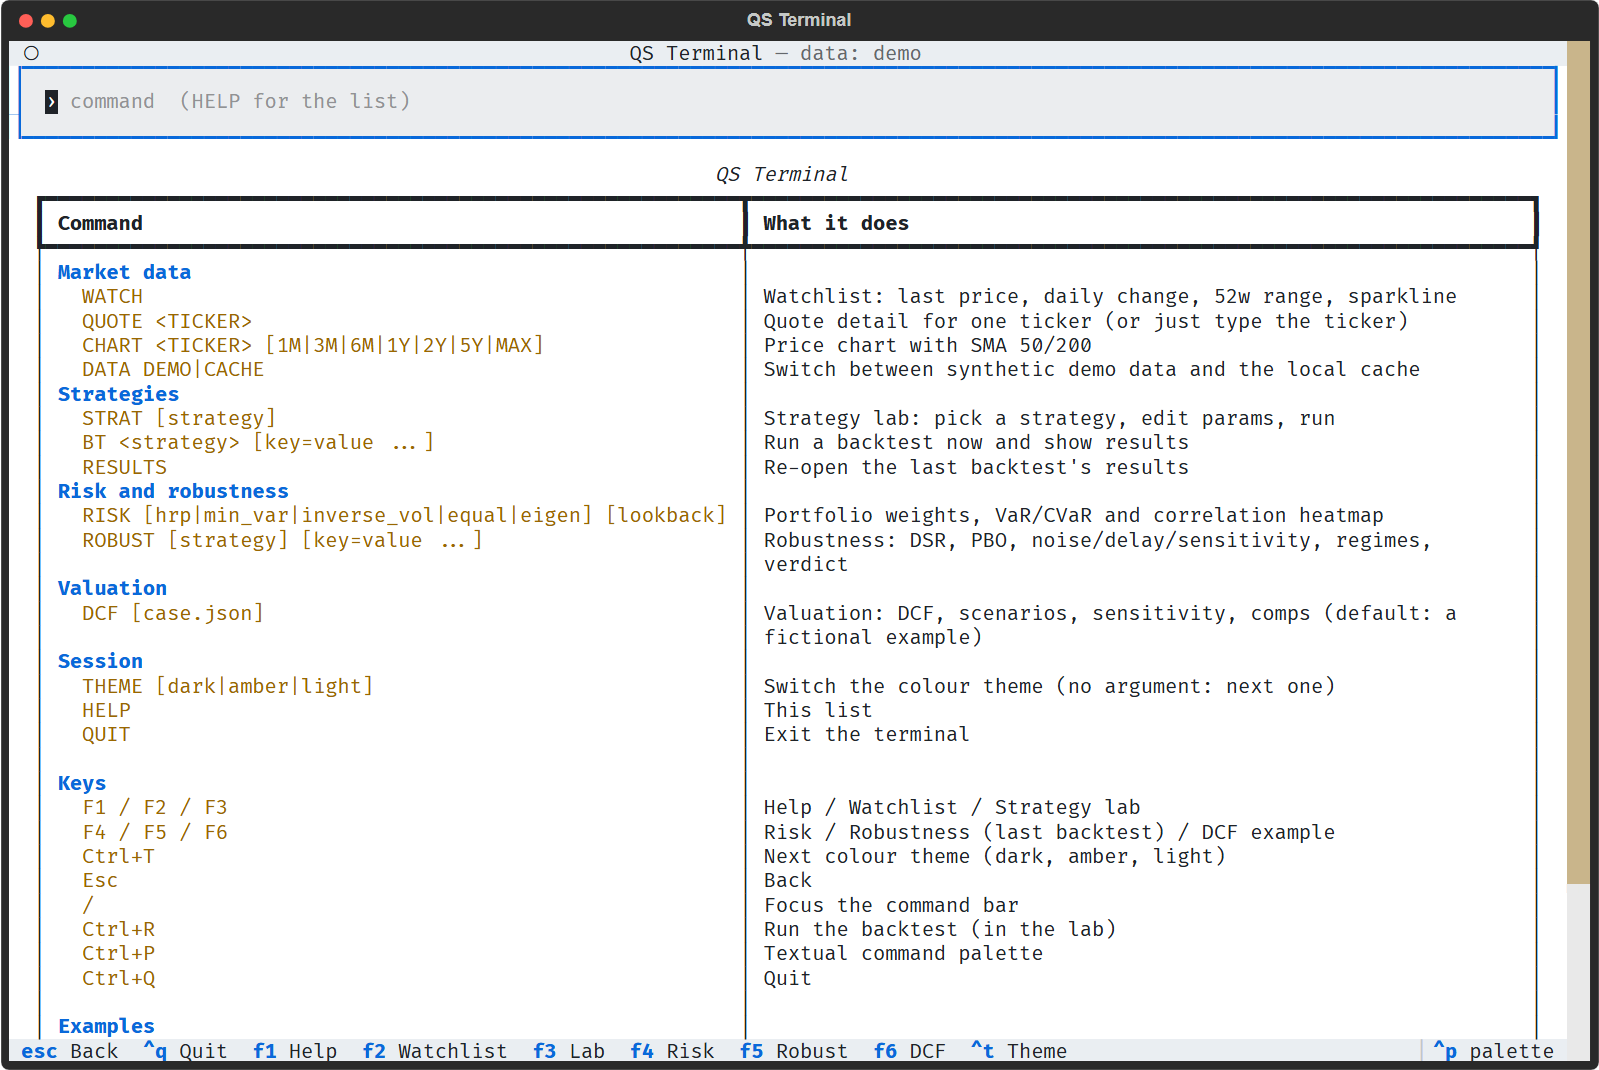 QS Terminal
QS Terminal — data: demo
❯ command (HELP for the list)
QS Terminal
Command What it does
Market data
WATCH Watchlist: last price, daily change, 52w range, sparkline
QUOTE <TICKER> Quote detail for one ticker (or just type the ticker)
CHART <TICKER> [1M|3M|6M|1Y|2Y|5Y|MAX] Price chart with SMA 50/200
DATA DEMO|CACHE Switch between synthetic demo data and the local cache
Strategies
STRAT [strategy] Strategy lab: pick a strategy, edit params, run
BT <strategy> [key=value ...] Run a backtest now and show results
RESULTS Re-open the last backtest's results
Risk and robustness
RISK [hrp|min_var|inverse_vol|equal|eigen] [lookback] Portfolio weights, VaR/CVaR and correlation heatmap
ROBUST [strategy] [key=value ...] Robustness: DSR, PBO, noise/delay/sensitivity, regimes,
verdict
Valuation
DCF [case.json] Valuation: DCF, scenarios, sensitivity, comps (default: a
fictional example)
Session
THEME [dark|amber|light] Switch the colour theme (no argument: next one)
HELP This list
QUIT Exit the terminal
Keys
F1 / F2 / F3 Help / Watchlist / Strategy lab
F4 / F5 / F6 Risk / Robustness (last backtest) / DCF example
Ctrl+T Next colour theme (dark, amber, light)
Esc Back
/ Focus the command bar
Ctrl+R Run the backtest (in the lab)
Ctrl+P Textual command palette
Ctrl+Q Quit
Examples
esc Back ^q Quit f1 Help f2 Watchlist f3 Lab f4 Risk f5 Robust f6 DCF ^t Theme ^p palette